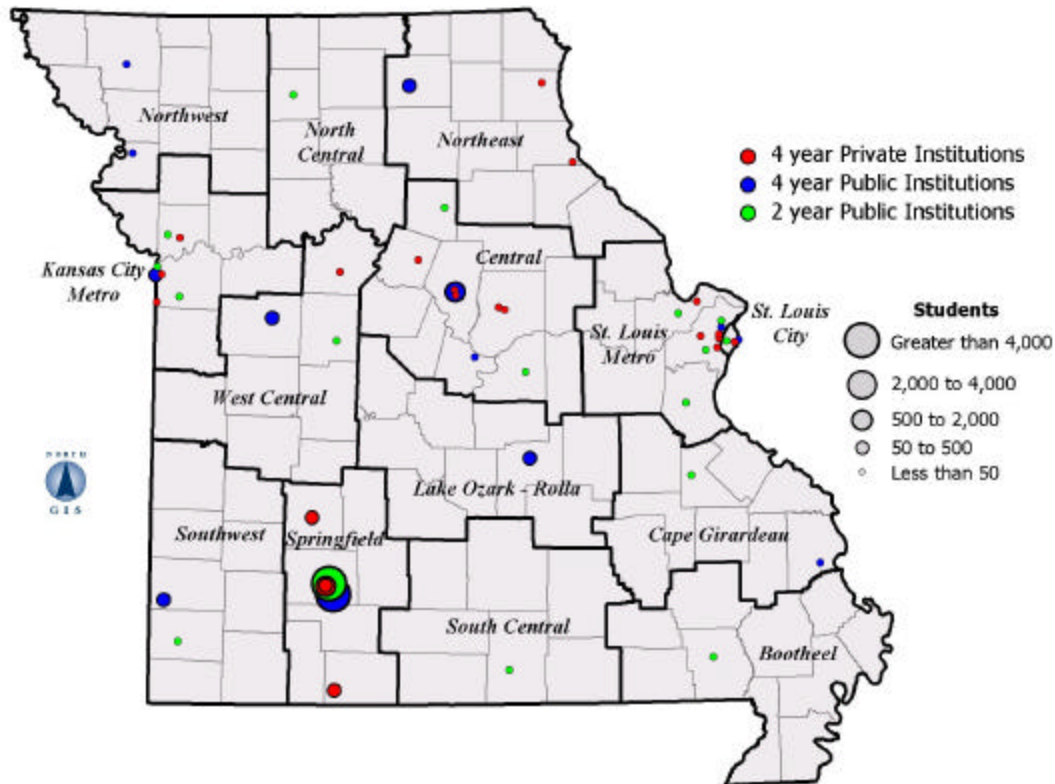 Northwest
North
Central
Northeast
4 year Private Institutions
4 year Public Institutions
2 year Public Institutions
Kansas City
Metro
Central
St. Louis
Metro
St. Louis
City
Students
Greater than 4,000
2,000 to 4,000
500 to 2,000
50 to 500
Less than 50
West Central
NORTH
GIS
Lake Ozark - Rolla
Southwest
Springfield
Cape Girardeau
South Central
Bootheel